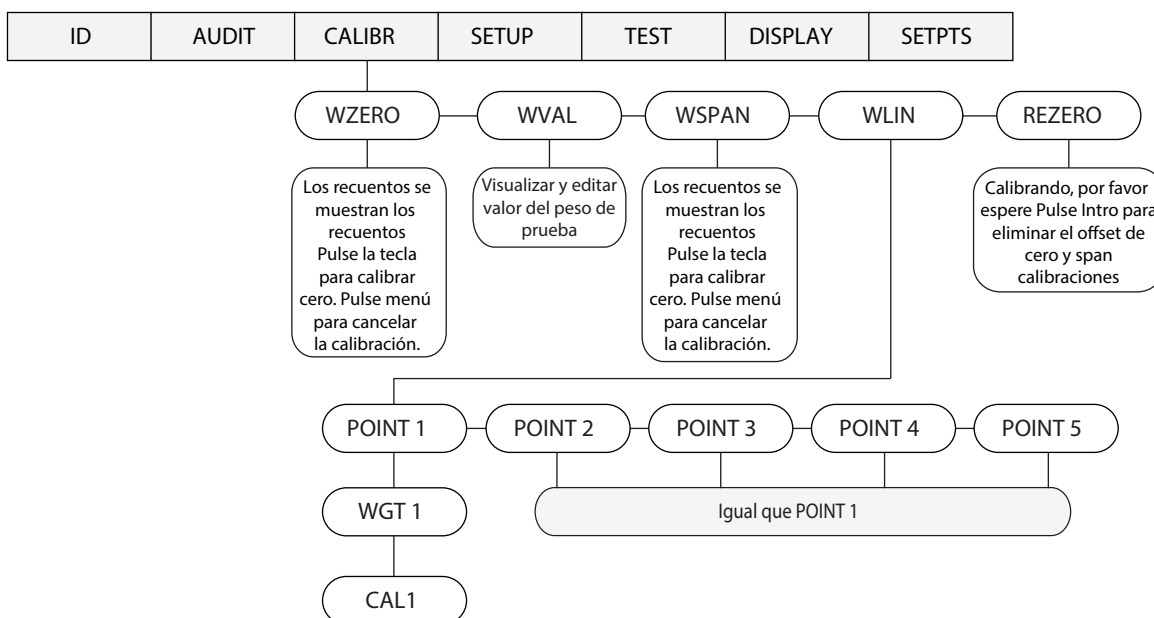 ID AUDIT CALIBR SETUP TEST DISPLAY SETPTS
WZERO WVAL WSPAN WLIN REZERO
Los recuentos se
muestran los
recuentos
Pulse la tecla
para calibrar
cero. Pulse menú
para cancelar
la calibración.
Visualizar y editar
valor del peso de
prueba
Los recuentos se
muestran los
recuentos
Pulse la tecla
para calibrar
cero. Pulse menú
para cancelar
la calibración.
Calibrando, por favor
espere Pulse Intro para
eliminar el offset de
cero y span
calibraciones
POINT 1 POINT 2 POINT 3 POINT 4 POINT 5
WGT 1
Igual que POINT 1
CAL1